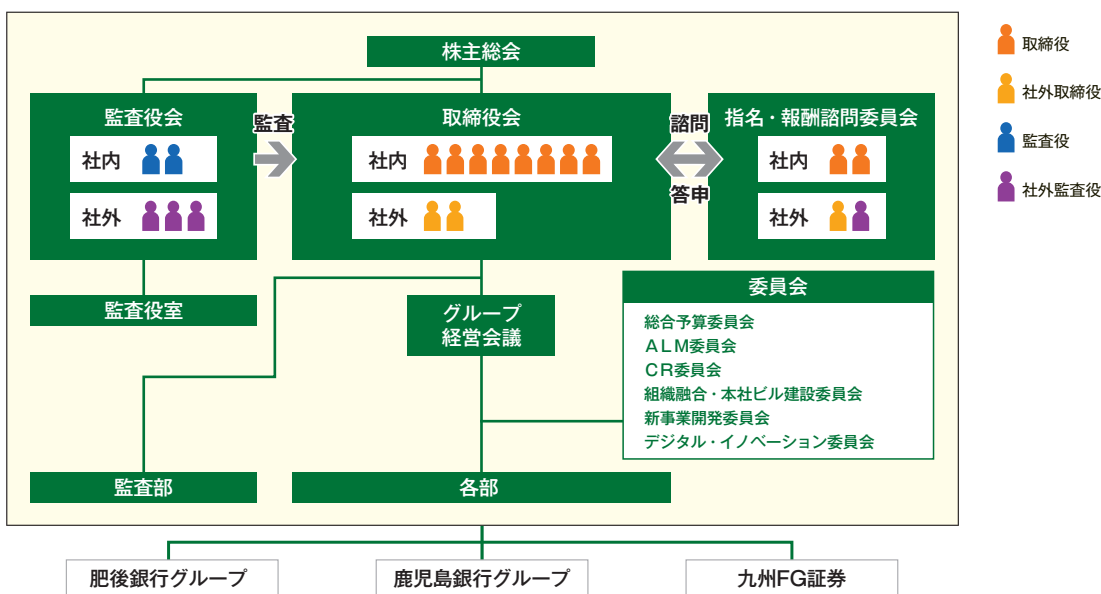 株主総会
監査役会
社内
社外
監査
取締役会
社内
社外
諮問
答申
指名・報酬諮問委員会
社内
社外
取締役
社外取締役
監査役
社外監査役
監査役室
グループ
経営会議
委員会
総合予算委員会
ALM委員会
CR委員会
組織融合・本社ビル建設委員会
新事業開発委員会
デジタル・イノベーション委員会
監査部
各部
肥後銀行グループ
鹿児島銀行グループ
九州FG証券